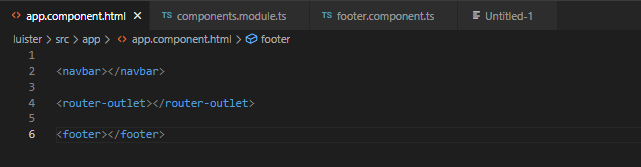 <> app.component.html × TS components.module.ts TS footer.component.ts Untitled-1
luister > src > app > <> app.component.html > footer
1
2 <navbar></navbar>
3
4 <router-outlet></router-outlet>
5
6 <footer></footer>